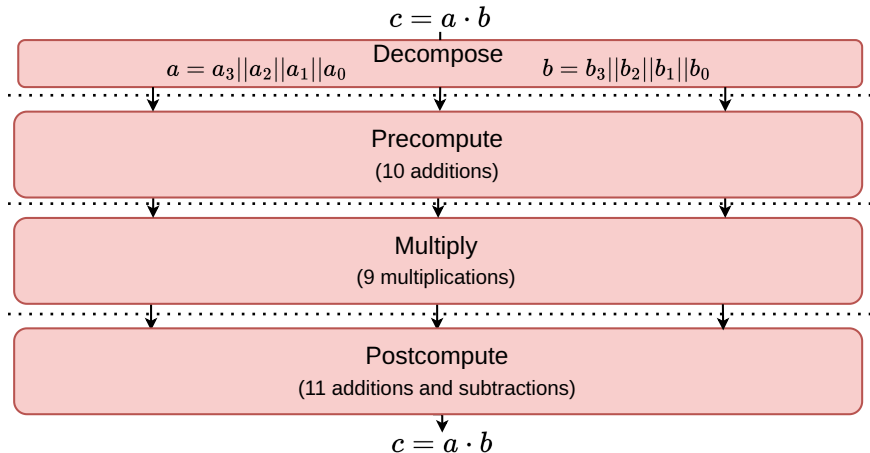 c = a · b
Decompose
a = a₃||a₂||a₁||a₀ b = b₃||b₂||b₁||b₀
Precompute
(10 additions)
Multiply
(9 multiplications)
Postcompute
(11 additions and subtractions)
c = a · b